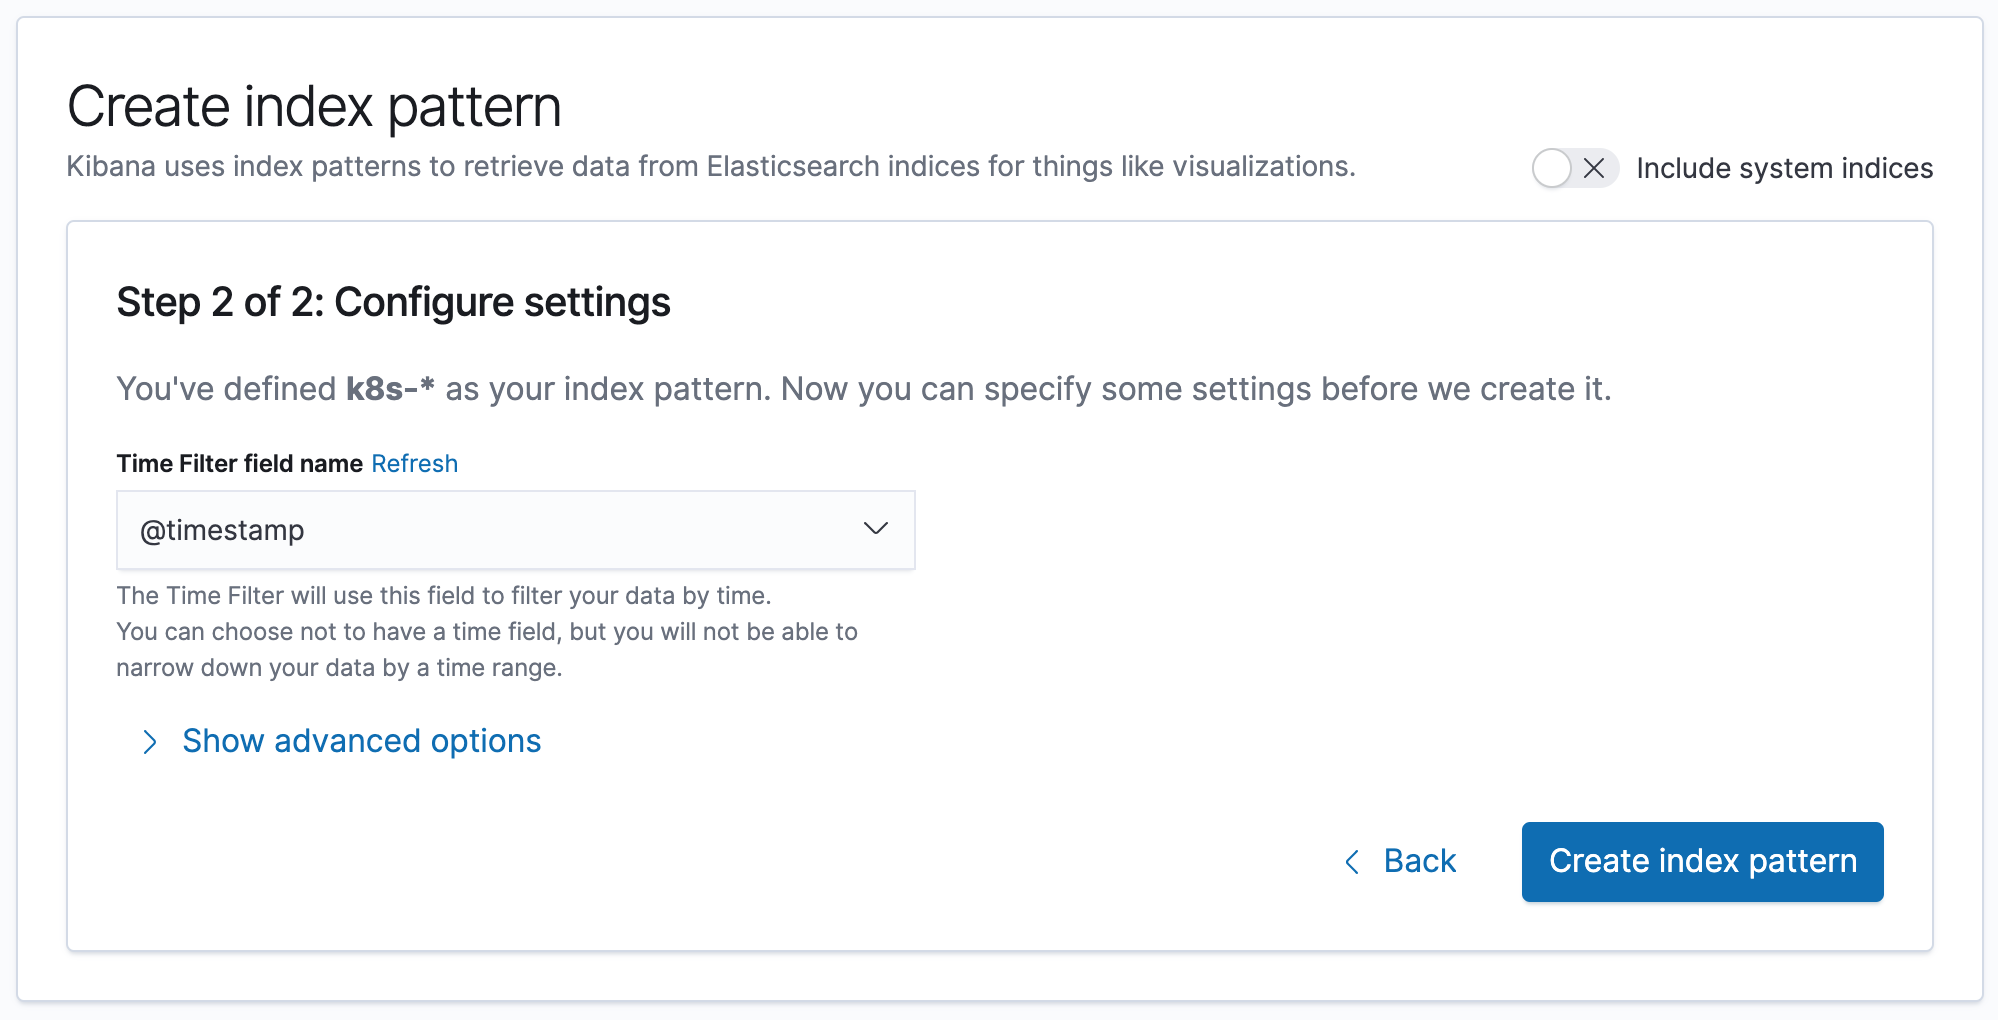 Create index pattern
Kibana uses index patterns to retrieve data from Elasticsearch indices for things like visualizations.
Include system indices
Step 2 of 2: Configure settings
You've defined k8s-* as your index pattern. Now you can specify some settings before we create it.
Time Filter field name Refresh
@timestamp
The Time Filter will use this field to filter your data by time.
You can choose not to have a time field, but you will not be able to
narrow down your data by a time range.
Show advanced options
Back
Create index pattern